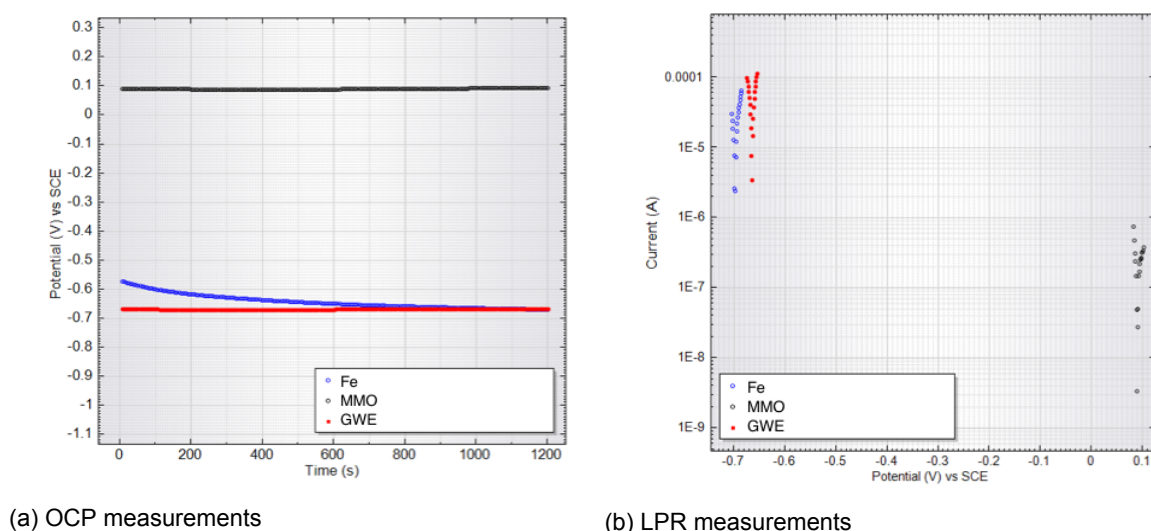 0.3
0.2
0.1
0
-0.1
-0.2
-0.3
-0.4
-0.5
-0.6
-0.7
-0.8
-0.9
-1
-1.1
Potential (V) vs SCE
Fe
MMO
GWE
0 200 400 600 800 1000 1200
Time (s)
(a) OCP measurements
0.0001
1E-5
1E-6
1E-7
1E-8
1E-9
Current (A)
Fe
MMO
GWE
-0.7 -0.6 -0.5 -0.4 -0.3 -0.2 -0.1 0 0.1
Potential (V) vs SCE
(b) LPR measurements